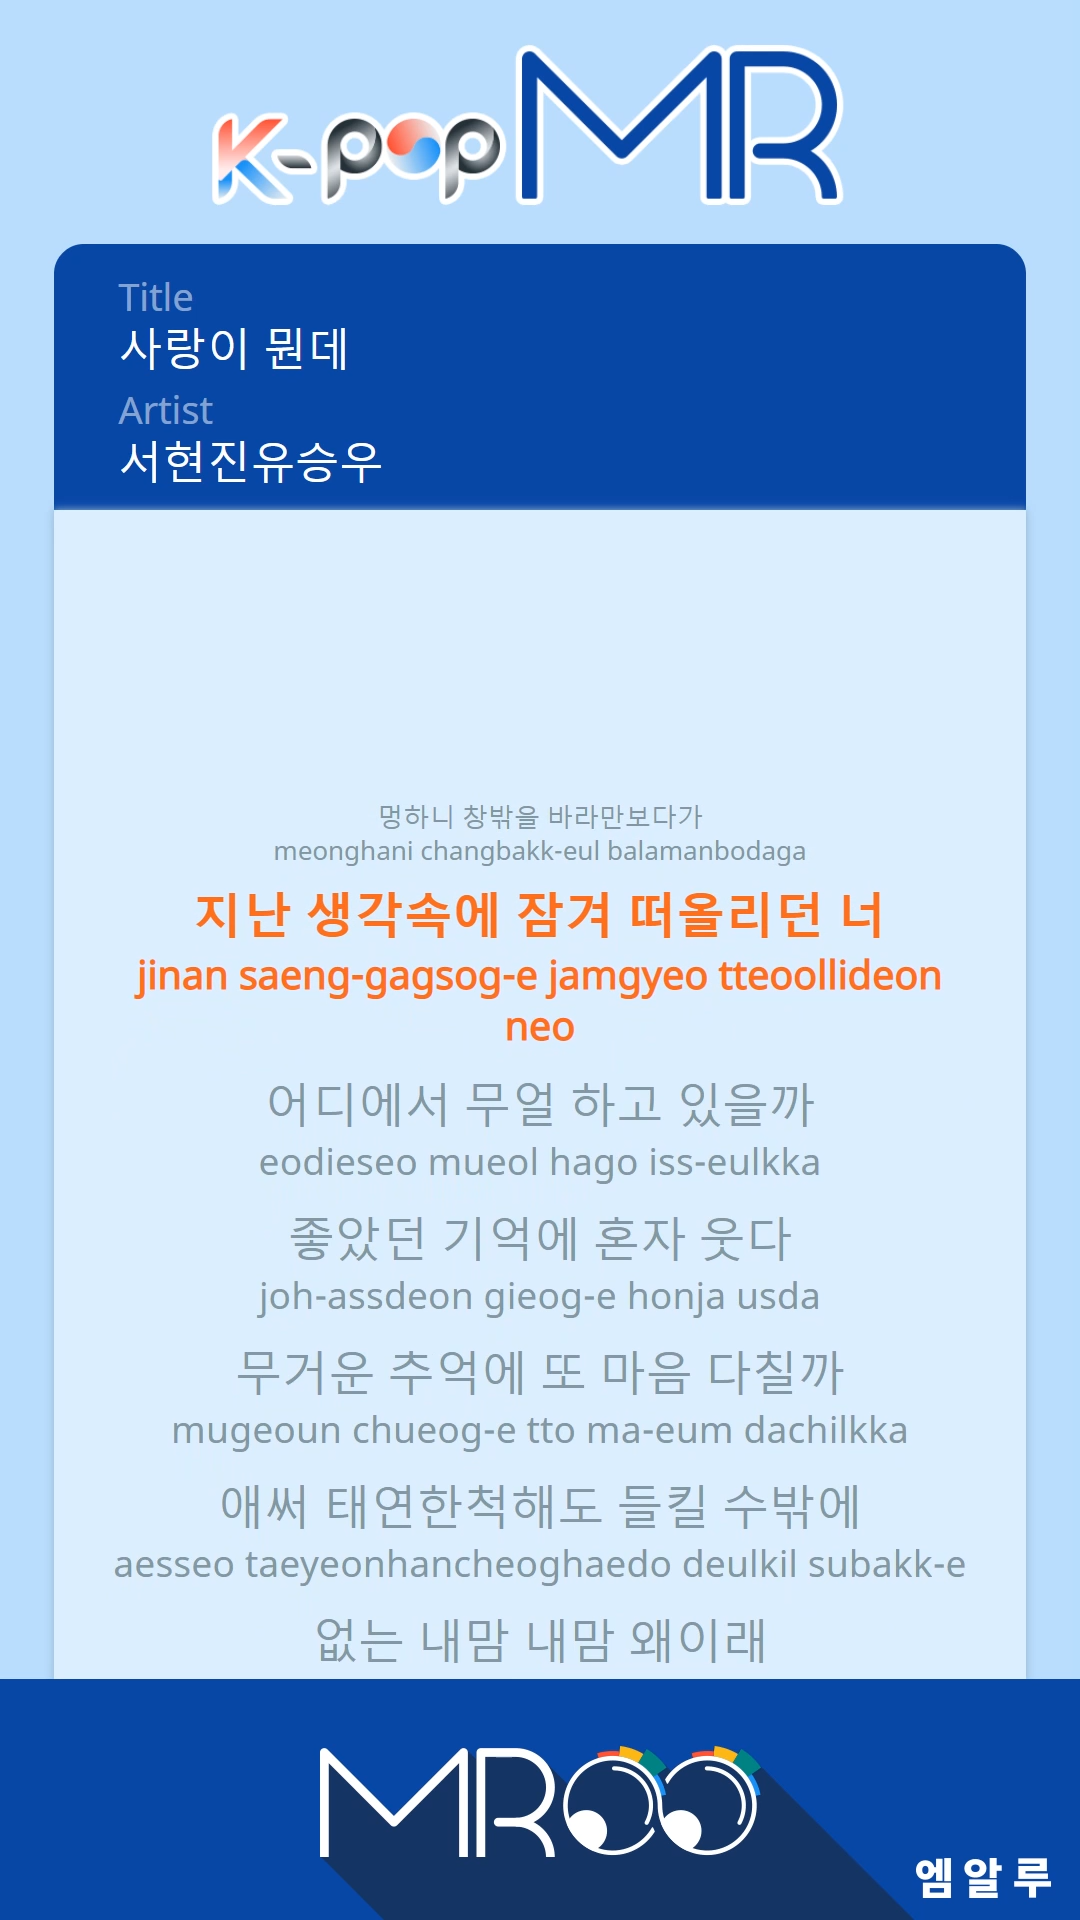 K-pop MR
Title
사랑이 뭔데
Artist
서현진유승우
멍하니 창밖을 바라만보다가
meonghani changbakk-eul balamanbodaga
지난 생각속에 잠겨 떠올리던 너
jinan saeng-gagsog-e jamgyeo tteoollideon
neo
어디에서 무얼 하고 있을까
eodieseo mueol hago iss-eulkka
좋았던 기억에 혼자 웃다
joh-assdeon gieog-e honja usda
무거운 추억에 또 마음 다칠까
mugeoun chueog-e tto ma-eum dachilkka
애써 태연한척해도 들킬 수밖에
aesseo taeyeonhancheoghaedo deulkil subakk-e
없는 내맘 내맘 왜이래
MROO
엠알루